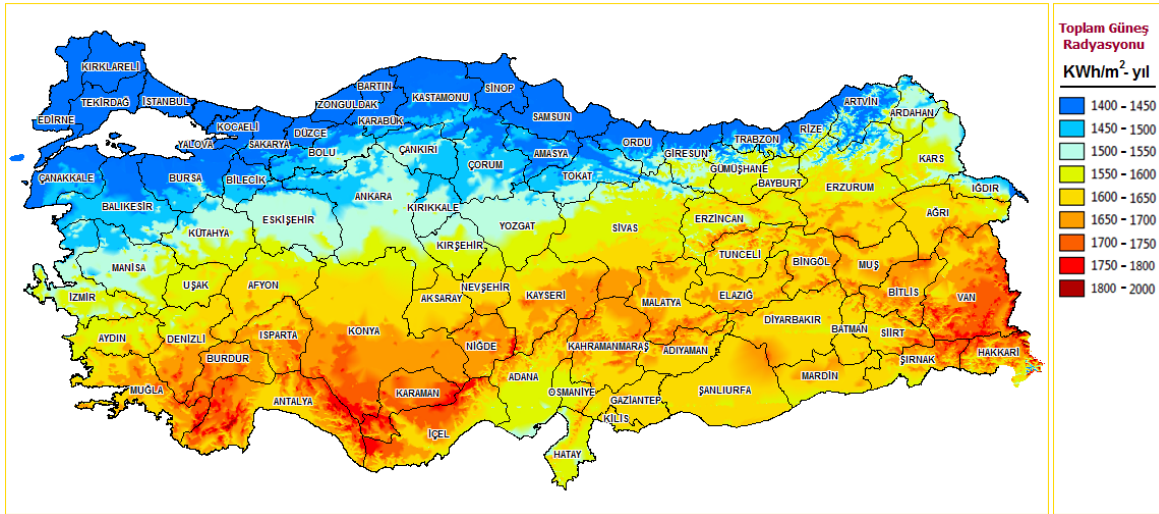 KIRKLARELİ
TEKİRDAĞ
İSTANBUL
EDİRNE
KOCAELİ
YALOVA
SAKARYA
DÜZCE
BOLU
ZONGULDAK
BARTIN
KARABÜK
KASTAMONU
SİNOP
SAMSUN
ÇANKIRI
ÇORUM
AMASYA
TOKAT
ORDU
GİRESUN
TRABZON
RİZE
ARTVİN
ARDAHAN
KARS
GÜMÜŞHANE
BAYBURT
ERZURUM
IĞDIR
AĞRI
ÇANAKKALE
BURSA
BİLECİK
BALIKESİR
KÜTAHYA
ESKİŞEHİR
ANKARA
KIRIKKALE
YOZGAT
KIRŞEHİR
SİVAS
ERZİNCAN
TUNCELİ
BİNGÖL
MUŞ
BİTLİS
VAN
MANİSA
İZMİR
UŞAK
AFYON
AKSARAY
NEVŞEHİR
KAYSERİ
MALATYA
ELAZIĞ
DİYARBAKIR
BATMAN
SİİRT
ŞIRNAK
HAKKARİ
AYDIN
DENİZLİ
ISPARTA
BURDUR
KONYA
NİĞDE
KAHRAMANMARAŞ
ADIYAMAN
MARDİN
MUĞLA
ANTALYA
KARAMAN
İÇEL
ADANA
OSMANİYE
GAZİANTEP
KİLİS
ŞANLIURFA
HATAY
Toplam Güneş
Radyasyonu
KWh/m²- yıl
1400 - 1450
1450 - 1500
1500 - 1550
1550 - 1600
1600 - 1650
1650 - 1700
1700 - 1750
1750 - 1800
1800 - 2000